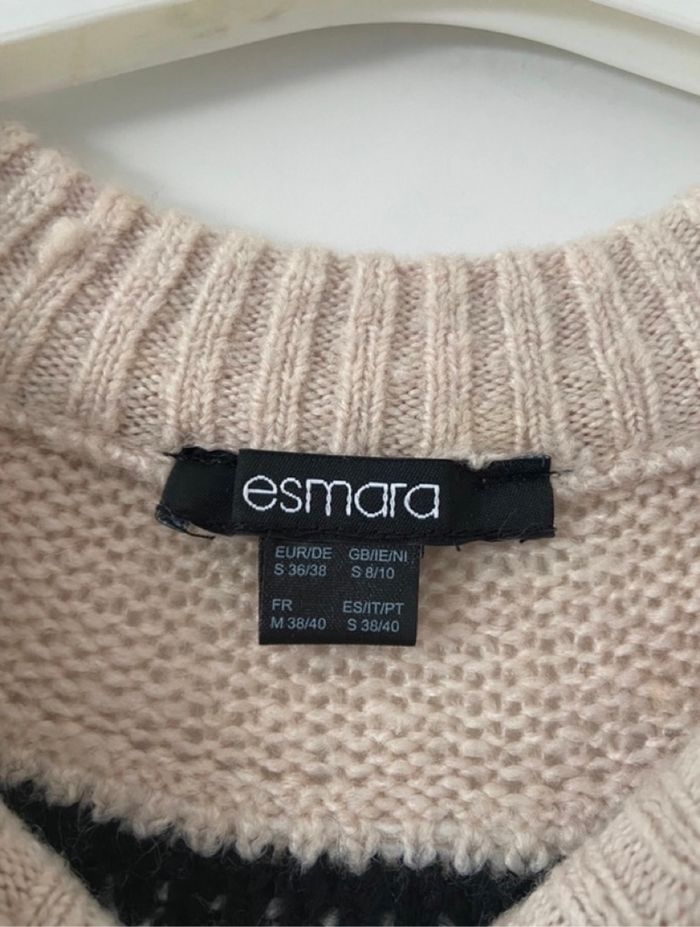 esmara
EUR/DE GB/IE/NI
S 36/38 S 8/10
FR ES/IT/PT
M 38/40 S 38/40